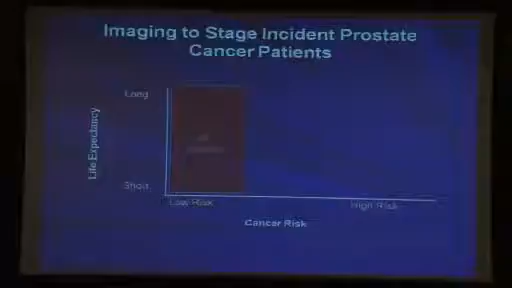 Imaging to Stage Incident Prostate
Cancer Patients
Long
Life Expectancy
Short
Low Risk
High Risk
Cancer Risk